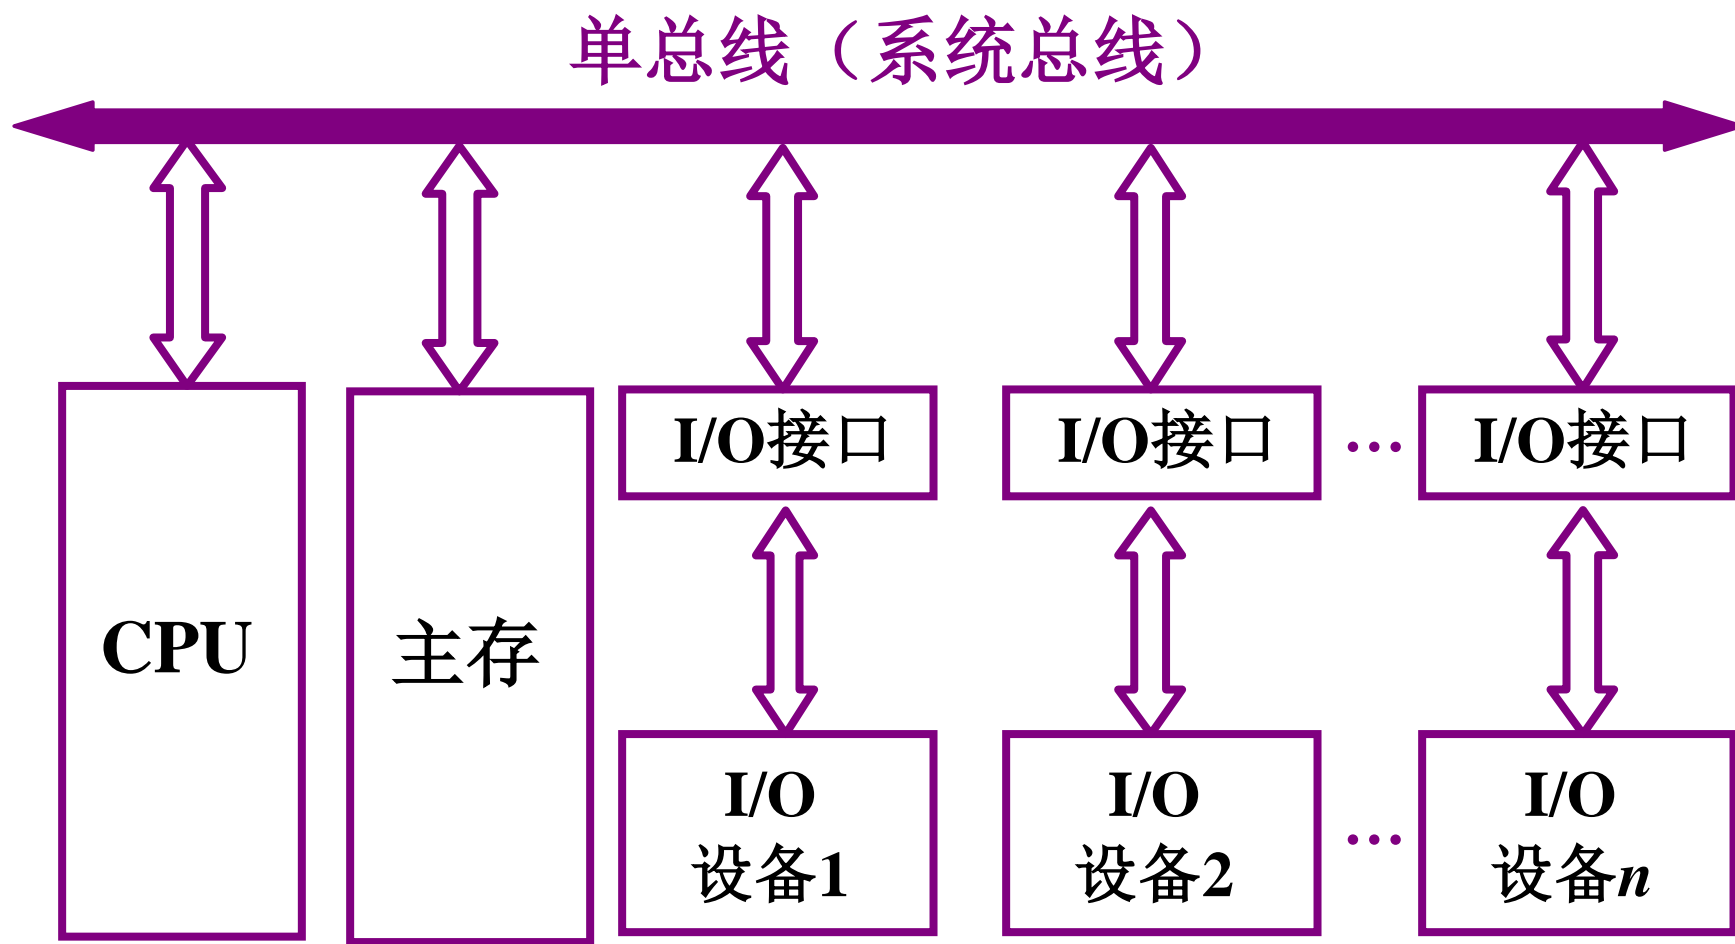 单总线（系统总线）
I/O接口
I/O接口
…
I/O接口
CPU
主存
I/O
设备1
I/O
设备2
…
I/O
设备n